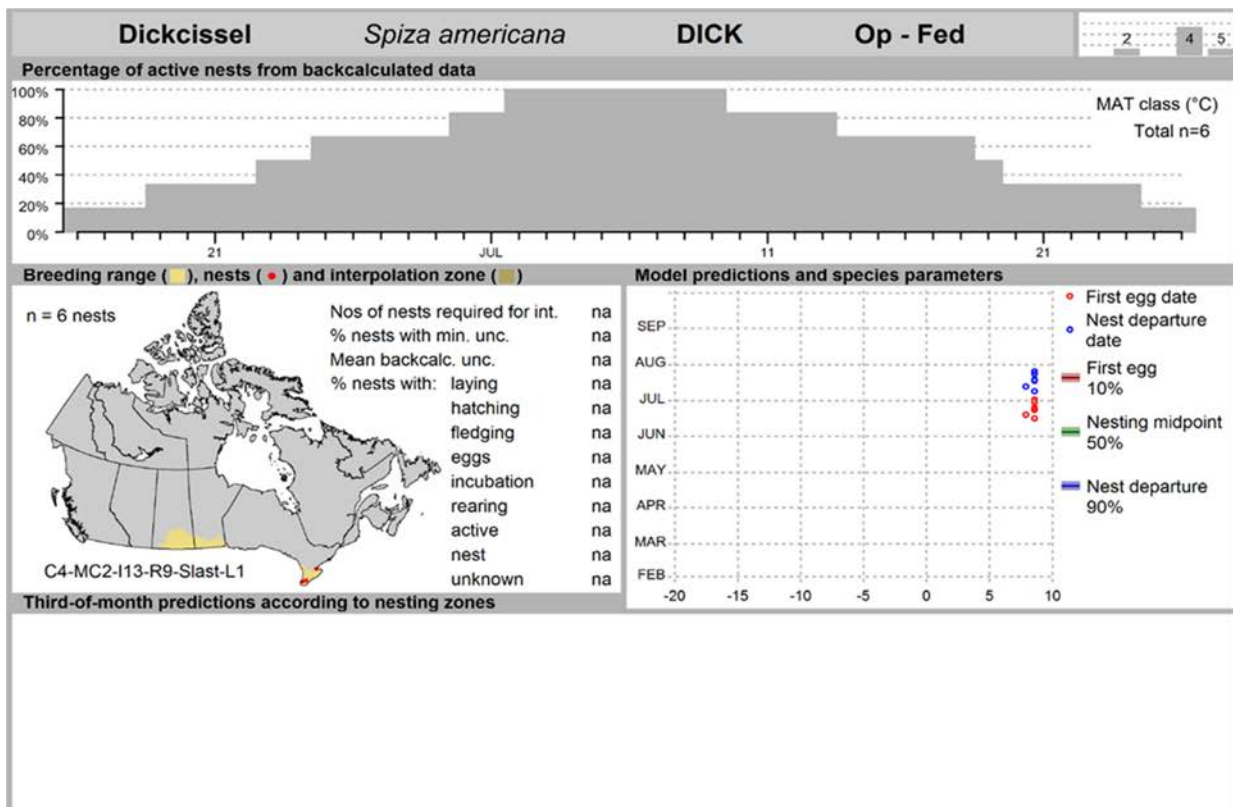 Dickcissel Spiza americana DICK Op - Fed
2 4 5
Percentage of active nests from backcalculated data
100%
80%
60%
40%
20%
0%
MAT class (°C)
Total n=6
21 JUL 11 21
Breeding range ( ), nests ( ) and interpolation zone ( )
n = 6 nests
Nos of nests required for int. na
% nests with min. unc. na
Mean backcalc. unc. na
% nests with: laying na
hatching na
fledging na
eggs na
incubation na
rearing na
active na
nest na
unknown na
C4-MC2-I13-R9-Slast-L1
Model predictions and species parameters
SEP
AUG
JUL
JUN
MAY
APR
MAR
FEB
-20 -15 -10 -5 0 5 10
First egg date
Nest departure
date
First egg
10%
Nesting midpoint
50%
Nest departure
90%
Third-of-month predictions according to nesting zones